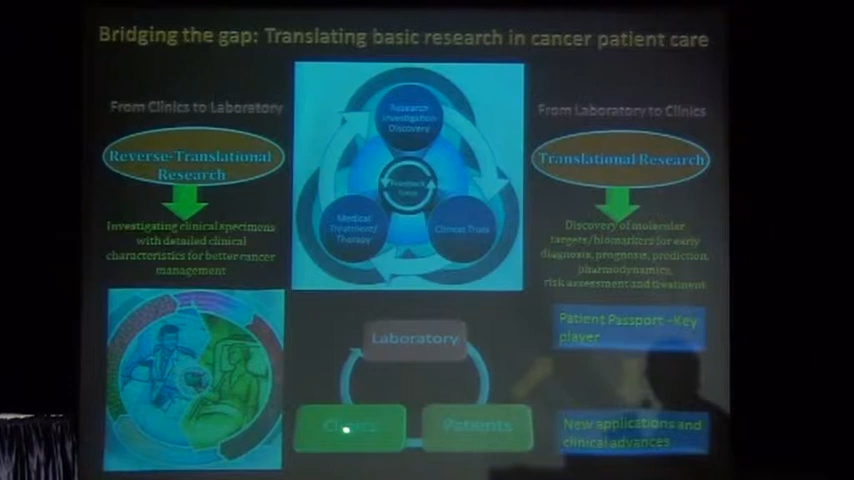 Bridging the gap: Translating basic research in cancer patient care
From Clinics to Laboratory
Reverse-Translational
Research
Investigating clinical specimens
with detailed clinical
characteristics for better cancer
management
Research
Investigation
Discovery
Feedback
Medical
Treatment/
Therapy
Clinical Trials
From Laboratory to Clinics
Translational Research
Discovery of molecular
targets/biomarkers for early
diagnosis, prognosis, prediction,
pharmodynamics,
risk assessment and treatment
Laboratory
Clinics
Patients
Patient Passport –Key
player
New applications and
clinical advances